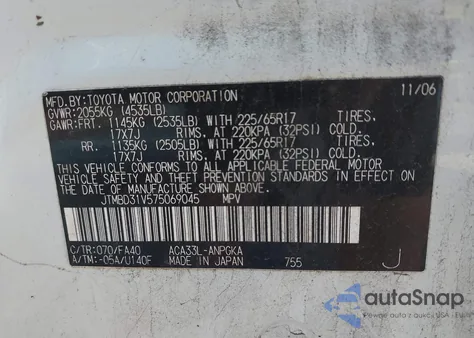 MFD.BY:TOYOTA MOTOR CORPORATION 11/06
GVWR:2055KG (4535LB)
GAWR:FRT. 1145KG (2535LB) WITH 225/65R17 TIRES,
17X7J RIMS, AT 220KPA (32PSI) COLD.
RR. 1135KG (2505LB) WITH 225/65R17 TIRES,
17X7J RIMS, AT 220KPA (32PSI) COLD.
THIS VEHICLE CONFORMS TO ALL APPLICABLE FEDERAL MOTOR
VEHICLE SAFETY AND THEFT PREVENTION STANDARDS IN EFFECT ON THE
DATE OF MANUFACTURE SHOWN ABOVE.
JTMBD31V575069045 MPV
C/TR:070/FA40 ACA33L-ANPGKA
A/TM:-05A/U140F MADE IN JAPAN 755 J
autoSnap
Pewne auto z USA